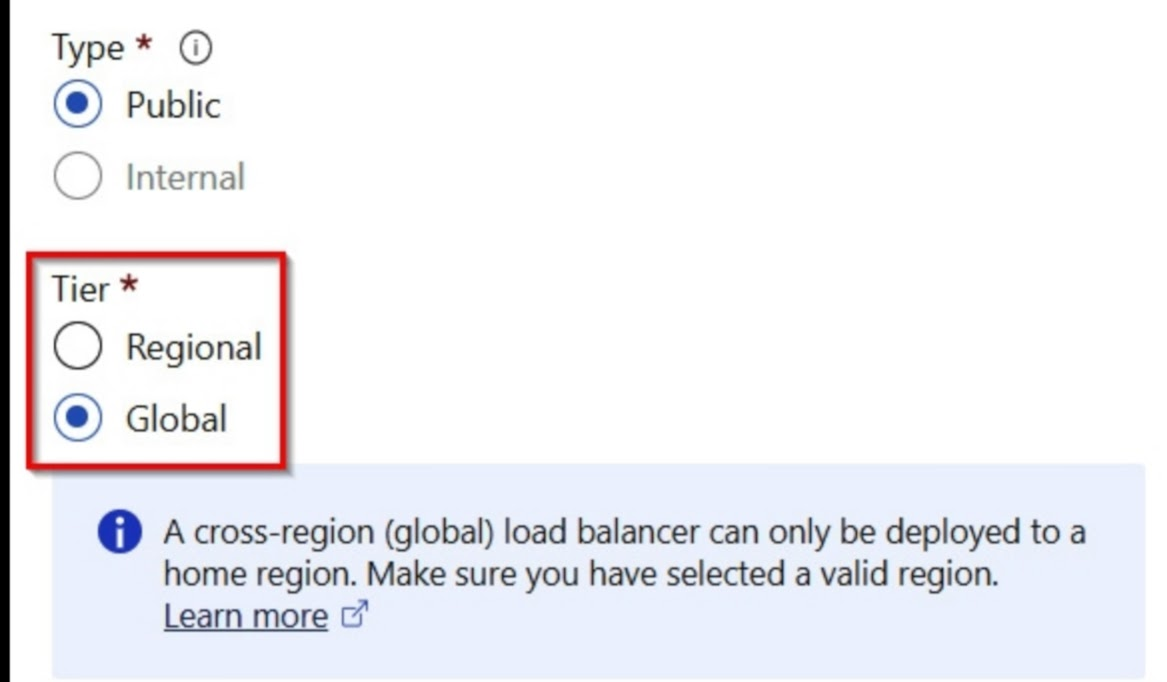 Type *
Public
Internal
Tier *
Regional
Global
A cross-region (global) load balancer can only be deployed to a
home region. Make sure you have selected a valid region.
Learn more